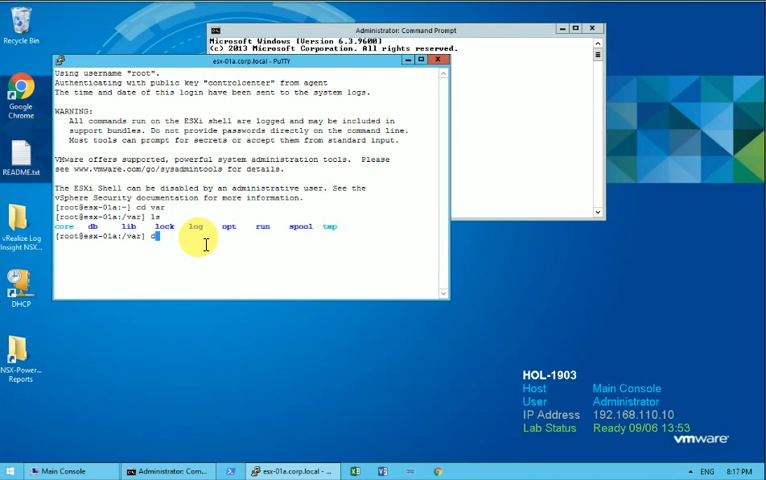 Recycle Bin
Google
Chrome
README.txt
vRealize Log
Insight NSX...
DHCP
NSX-Power...
Reports
Administrator: Command Prompt
Microsoft Windows [Version 6.3.9600]
(c) 2013 Microsoft Corporation. All rights reserved.
esx-01a.corp.local - PuTTY
Using username "root".
Authenticating with public key "controlcenter" from agent
The time and date of this login have been sent to the system logs.
WARNING:
All commands run on the ESXi shell are logged and may be included in
support bundles. Do not provide passwords directly on the command line.
Most tools can prompt for secrets or accept them from standard input.
VMware offers supported, powerful system administration tools. Please
see www.vmware.com/go/sysadmintools for details.
The ESXi Shell can be disabled by an administrative user. See the
vSphere Security documentation for more information.
[root@esx-01a:~] cd var
[root@esx-01a:/var] ls
core db lib lock log opt run spool tmp
[root@esx-01a:/var] d
HOL-1903
Host Main Console
User Administrator
IP Address 192.168.110.10
Lab Status Ready 09/06 13:53
vmware
Main Console
Administrator: Com...
esx-01a.corp.local - ...
ENG
8:17 PM